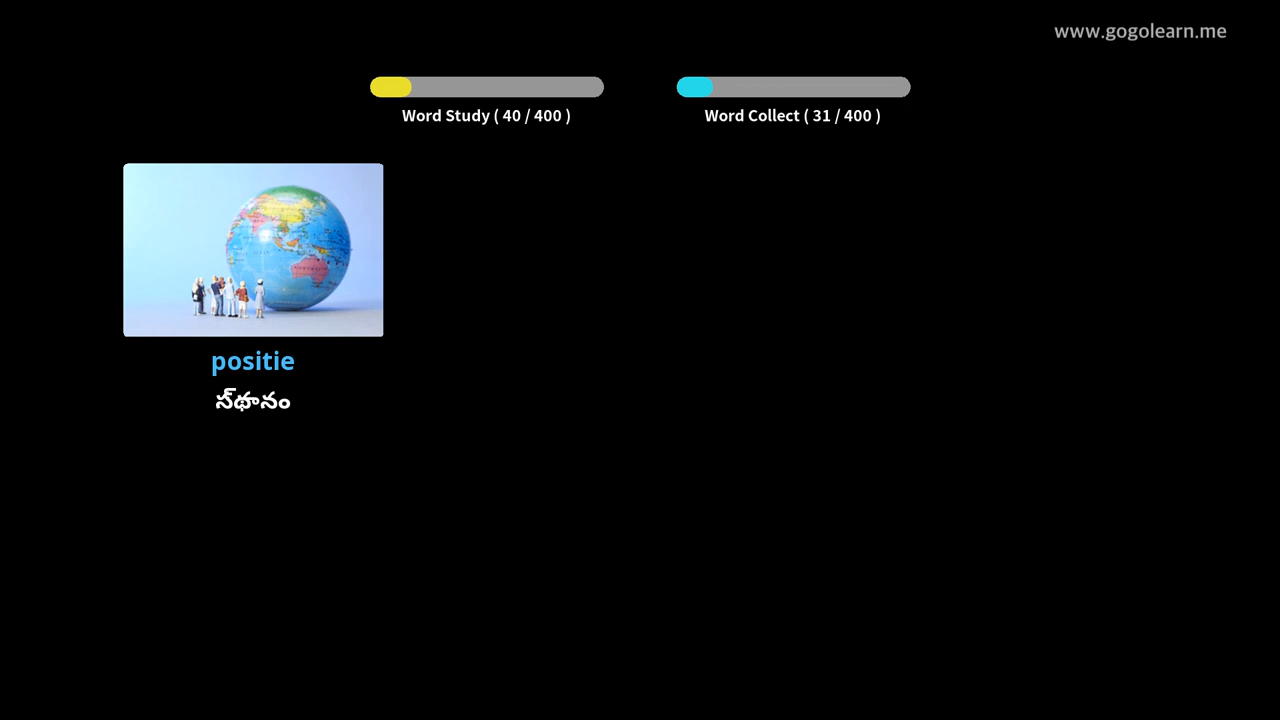 www.gogolearn.me
Word Study ( 40 / 400 )
Word Collect ( 31 / 400 )
positie
స్థానం